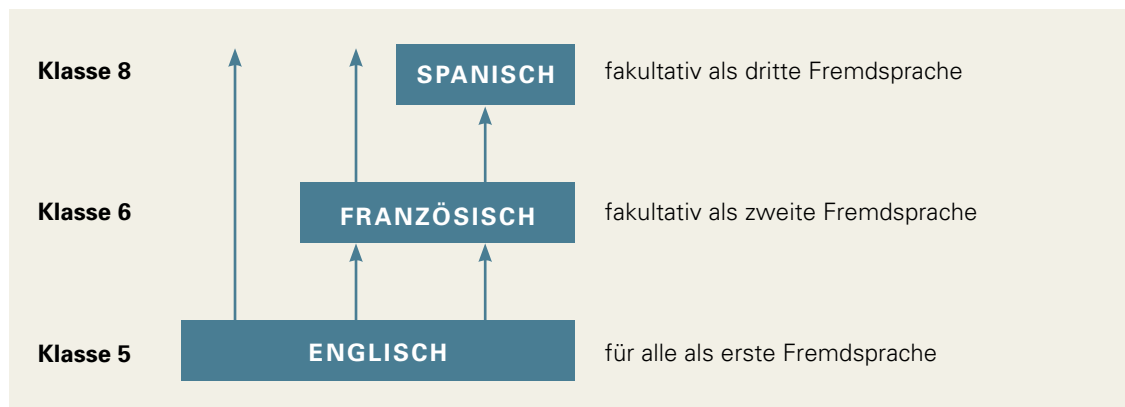 Klasse 8 SPANISCH fakultativ als dritte Fremdsprache
Klasse 6 FRANZÖSISCH fakultativ als zweite Fremdsprache
Klasse 5 ENGLISCH für alle als erste Fremdsprache